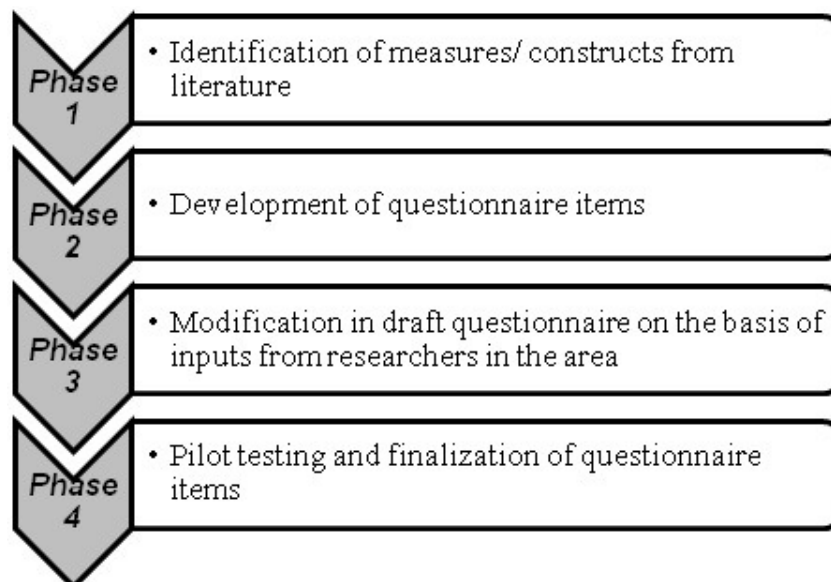 Phase
1
• Identification of measures/ constructs from
literature
Phase
2
• Development of questionnaire items
Phase
3
• Modification in draft questionnaire on the basis of
inputs from researchers in the area
Phase
4
• Pilot testing and finalization of questionnaire
items